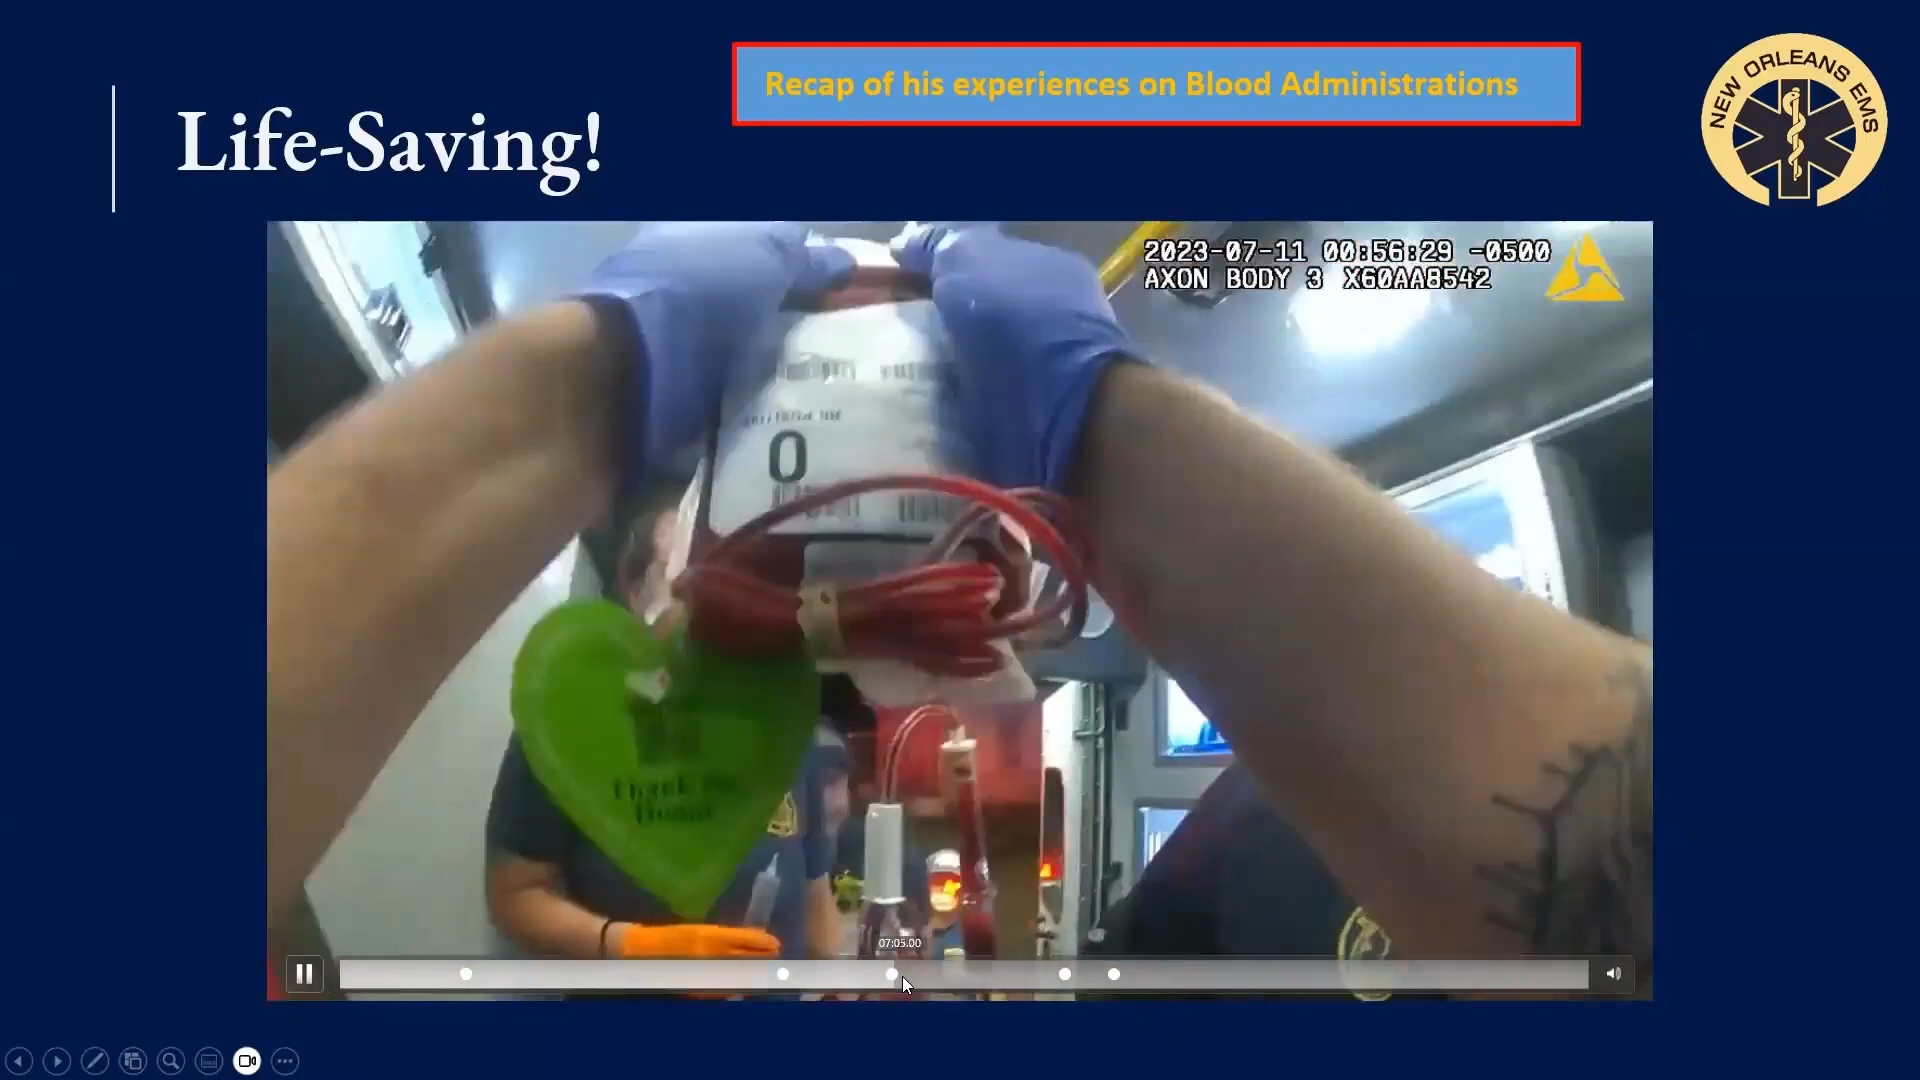 Recap of his experiences on Blood Administrations
NEW ORLEANS EMS
Life-Saving!
2023-07-11 00:56:29 -0500
AXON BODY 3 X60AA8542
O
Thank
07:05.00